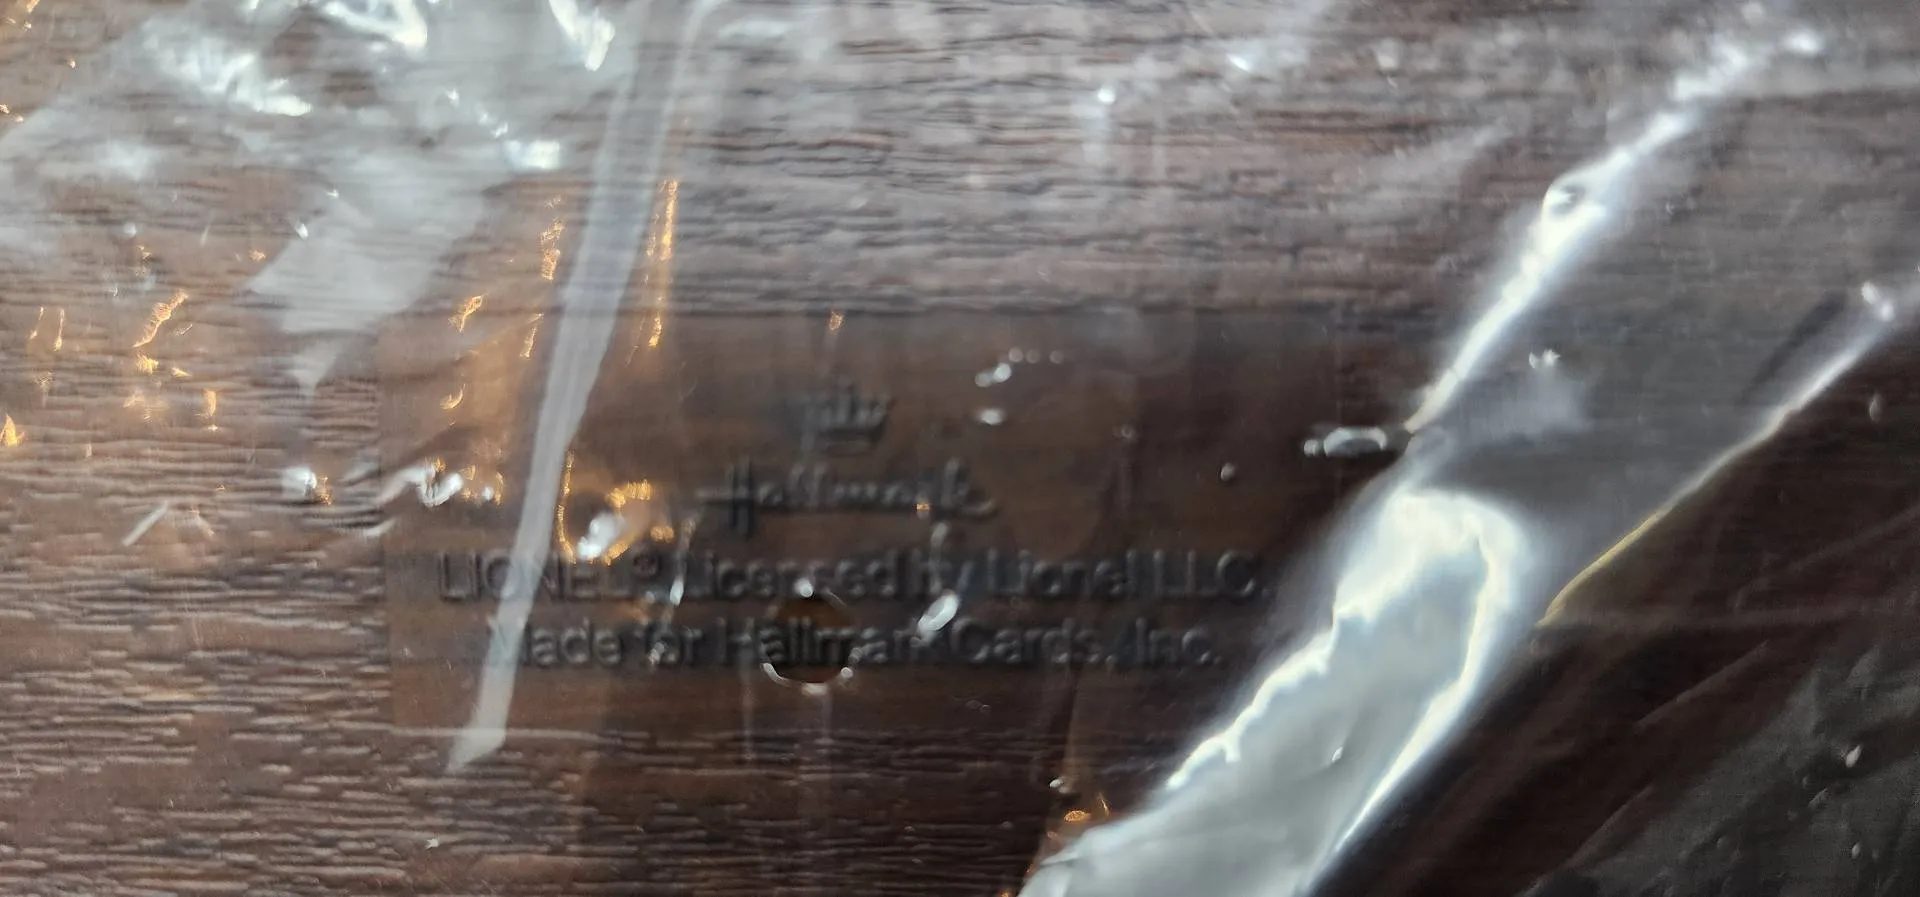 Hallmark
LIONEL® Licensed by Lionel LLC.
Made for Hallmark Cards, Inc.